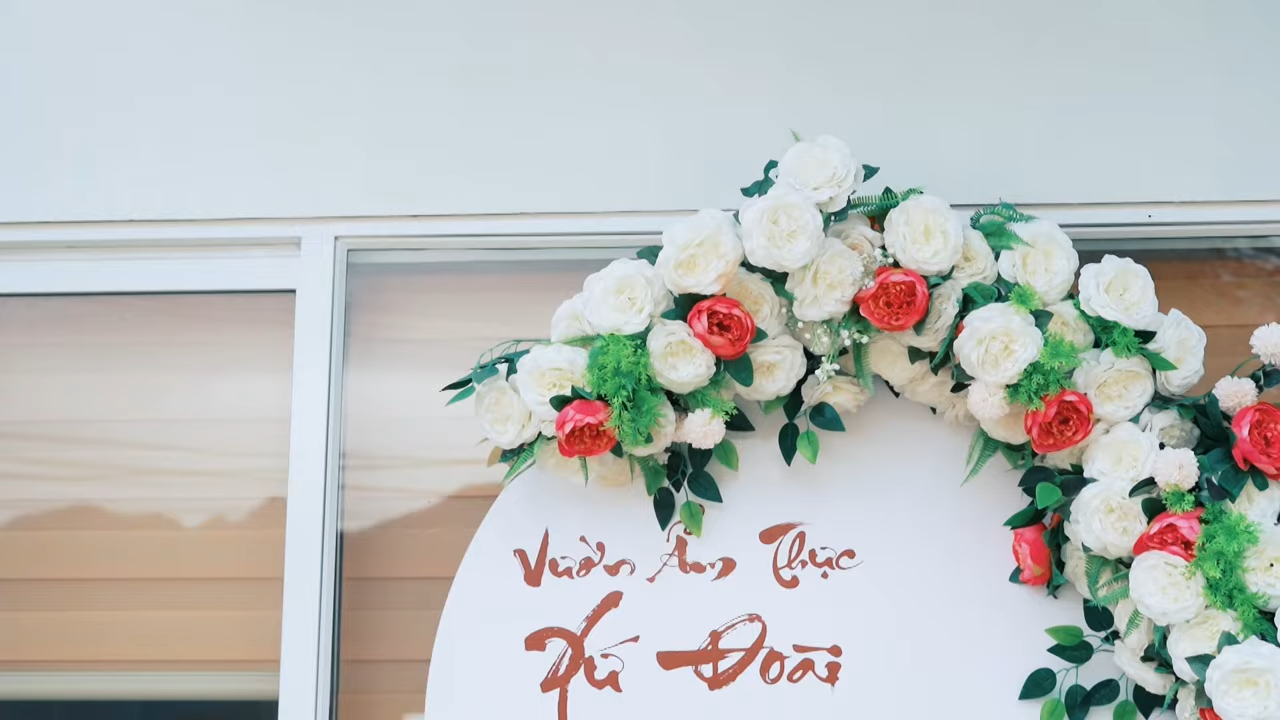 Vườn Ẩm Thực
Xứ Đoài